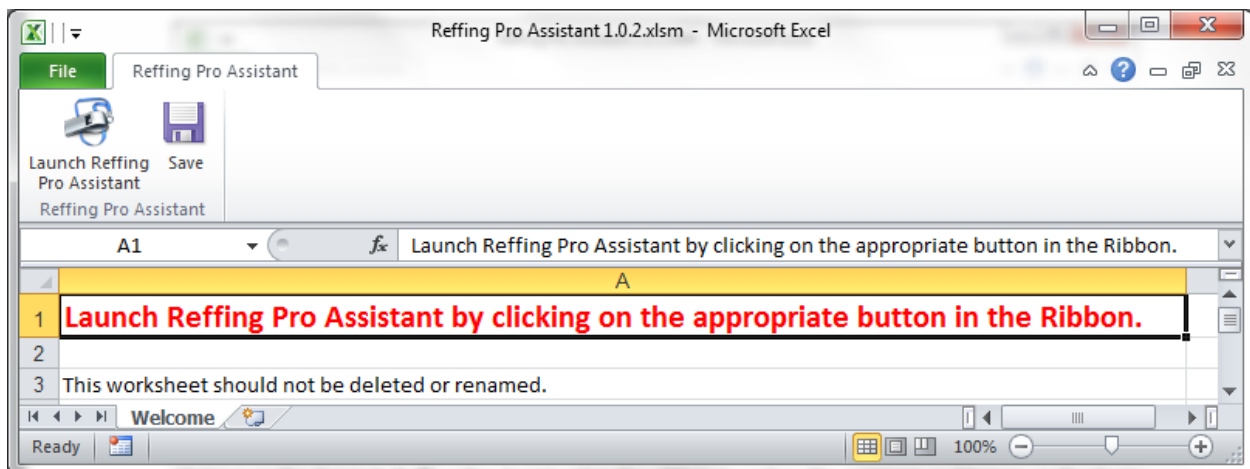 Reffing Pro Assistant 1.0.2.xlsm - Microsoft Excel
File Reffing Pro Assistant
Launch Reffing Pro Assistant
Save
Reffing Pro Assistant
A1 fx Launch Reffing Pro Assistant by clicking on the appropriate button in the Ribbon.
A
1 Launch Reffing Pro Assistant by clicking on the appropriate button in the Ribbon.
2
3 This worksheet should not be deleted or renamed.
Welcome
Ready 100%